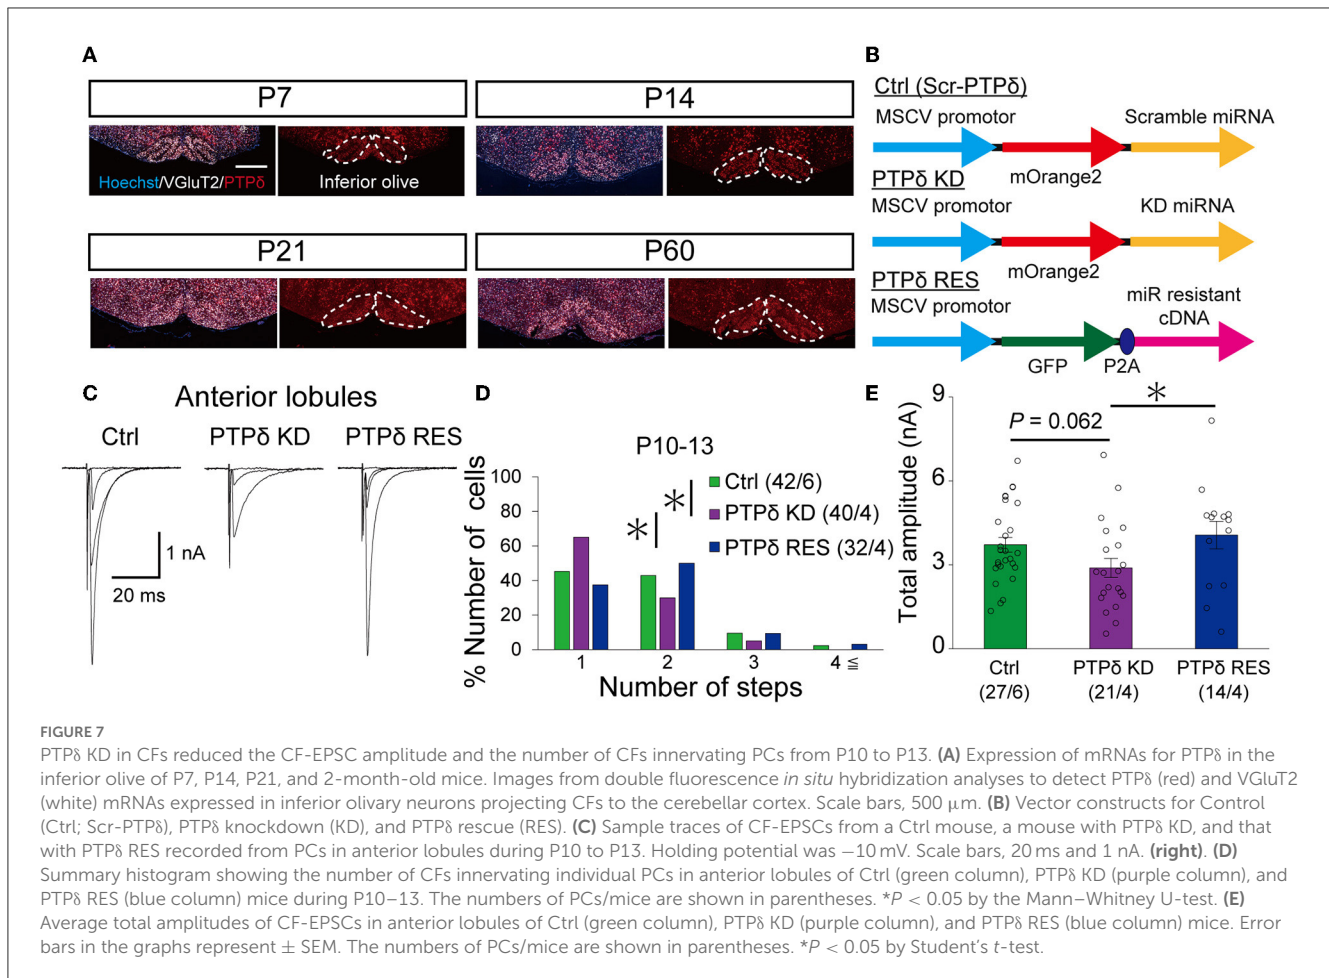 A
P7
P14
Hoechst/VGluT2/PTPδ
Inferior olive
P21
P60
B
Ctrl (Scr-PTPδ)
MSCV promotor
Scramble miRNA
mOrange2
PTPδ KD
MSCV promotor
KD miRNA
mOrange2
PTPδ RES
MSCV promotor
miR resistant
cDNA
GFP
P2A
C
Anterior lobules
Ctrl
PTPδ KD
PTPδ RES
1 nA
20 ms
D
P10-13
% Number of cells
100
80
60
40
20
0
Ctrl (42/6)
PTPδ KD (40/4)
PTPδ RES (32/4)
*
*
1
2
3
4 ≦
Number of steps
E
Total amplitude (nA)
9
6
3
0
P = 0.062
*
Ctrl
(27/6)
PTPδ KD
(21/4)
PTPδ RES
(14/4)
FIGURE 7
PTPδ KD in CFs reduced the CF-EPSC amplitude and the number of CFs innervating PCs from P10 to P13. (A) Expression of mRNAs for PTPδ in the
inferior olive of P7, P14, P21, and 2-month-old mice. Images from double fluorescence in situ hybridization analyses to detect PTPδ (red) and VGluT2
(white) mRNAs expressed in inferior olivary neurons projecting CFs to the cerebellar cortex. Scale bars, 500 μm. (B) Vector constructs for Control
(Ctrl; Scr-PTPδ), PTPδ knockdown (KD), and PTPδ rescue (RES). (C) Sample traces of CF-EPSCs from a Ctrl mouse, a mouse with PTPδ KD, and that
with PTPδ RES recorded from PCs in anterior lobules during P10 to P13. Holding potential was −10 mV. Scale bars, 20 ms and 1 nA. (right). (D)
Summary histogram showing the number of CFs innervating individual PCs in anterior lobules of Ctrl (green column), PTPδ KD (purple column), and
PTPδ RES (blue column) mice during P10–13. The numbers of PCs/mice are shown in parentheses. *P < 0.05 by the Mann–Whitney U-test. (E)
Average total amplitudes of CF-EPSCs in anterior lobules of Ctrl (green column), PTPδ KD (purple column), and PTPδ RES (blue column) mice. Error
bars in the graphs represent ± SEM. The numbers of PCs/mice are shown in parentheses. *P < 0.05 by Student's t-test.